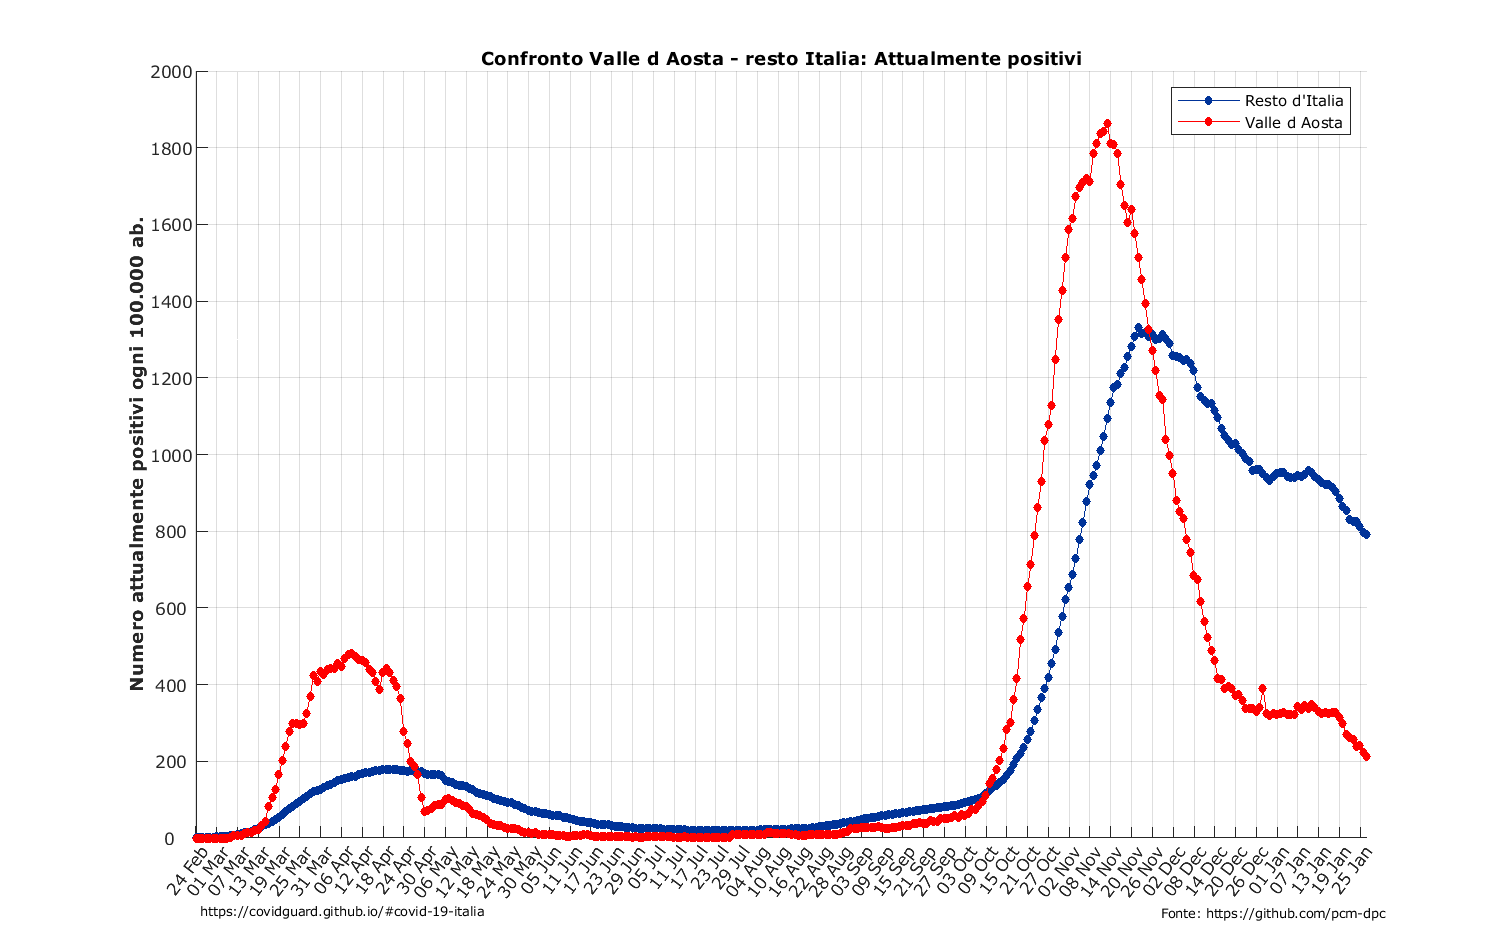 Confronto Valle d Aosta - resto Italia: Attualmente positivi
Resto d'Italia
Valle d Aosta
Numero attualmente positivi ogni 100.000 ab.
2000
1800
1600
1400
1200
1000
800
600
400
200
0
24 Feb
01 Mar
07 Mar
13 Mar
19 Mar
25 Mar
31 Mar
06 Apr
12 Apr
18 Apr
24 Apr
30 Apr
06 May
12 May
18 May
24 May
30 May
05 Jun
11 Jun
17 Jun
23 Jun
29 Jun
05 Jul
11 Jul
17 Jul
23 Jul
29 Jul
04 Aug
10 Aug
16 Aug
22 Aug
28 Aug
03 Sep
09 Sep
15 Sep
21 Sep
27 Sep
03 Oct
09 Oct
15 Oct
21 Oct
27 Oct
02 Nov
08 Nov
14 Nov
20 Nov
26 Nov
02 Dec
08 Dec
14 Dec
20 Dec
26 Dec
01 Jan
07 Jan
13 Jan
19 Jan
25 Jan
https://covidguard.github.io/#covid-19-italia
Fonte: https://github.com/pcm-dpc